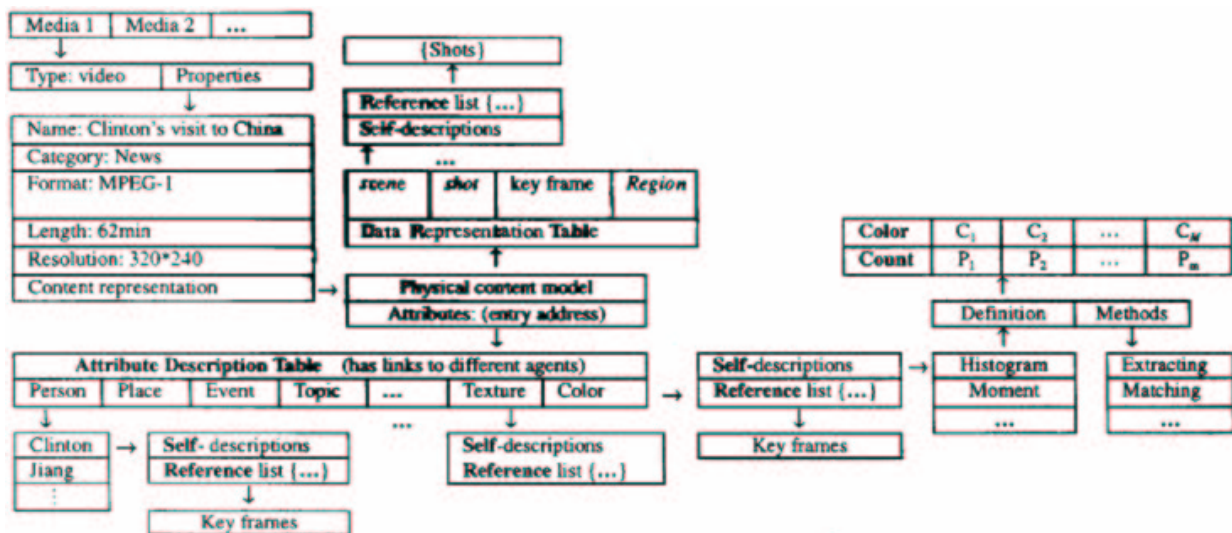 Media 1 Media 2 ...
Type: video Properties
Name: Clinton's visit to China
Category: News
Format: MPEG-1
Length: 62min
Resolution: 320*240
Content representation
{Shots}
Reference list {...}
Self-descriptions
...
scene shot key frame Region
Data Representation Table
Physical content model
Attributes: (entry address)
Attribute Description Table (has links to different agents)
Person Place Event Topic ... Texture Color
...
Clinton
Jiang
⋮
Self- descriptions
Reference list {...}
Key frames
Self-descriptions
Reference list {...}
Self-descriptions
Reference list {...}
Key frames
Color C₁ C₂ ... C_M
Count P₁ P₂ ... P_m
Definition Methods
Histogram
Moment
...
Extracting
Matching
...